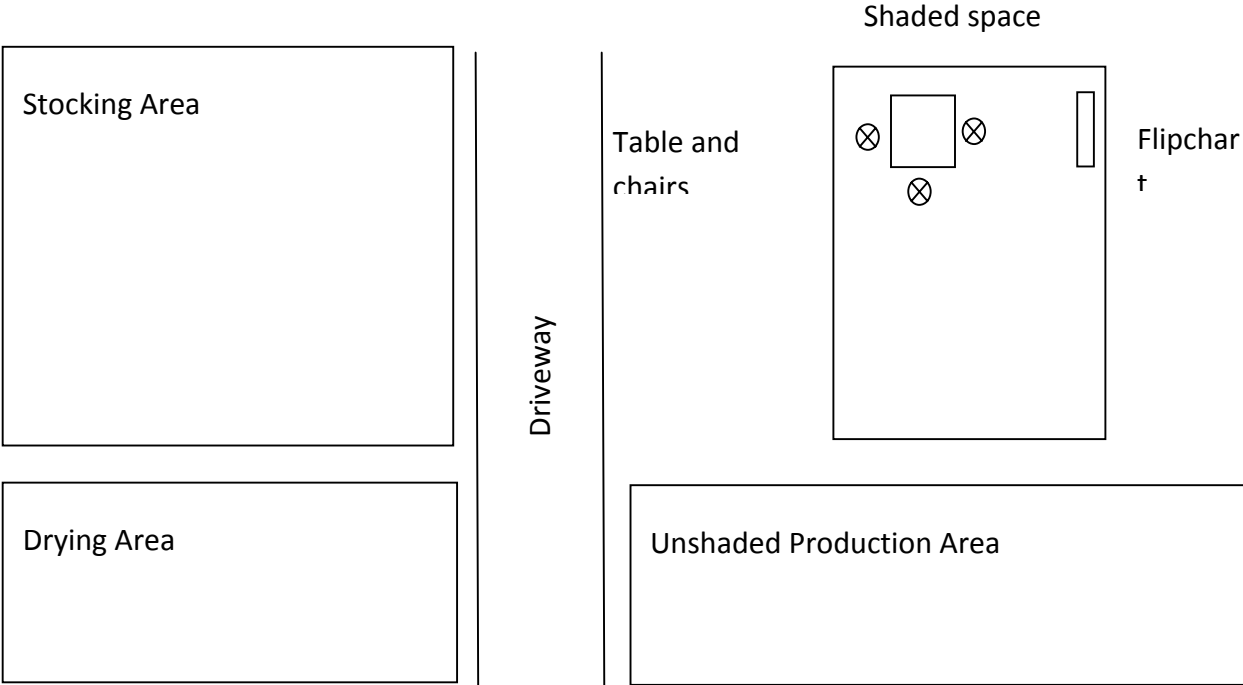 Shaded space
Stocking Area
Table and
chairs
Flipchar
t
Driveway
Drying Area
Unshaded Production Area